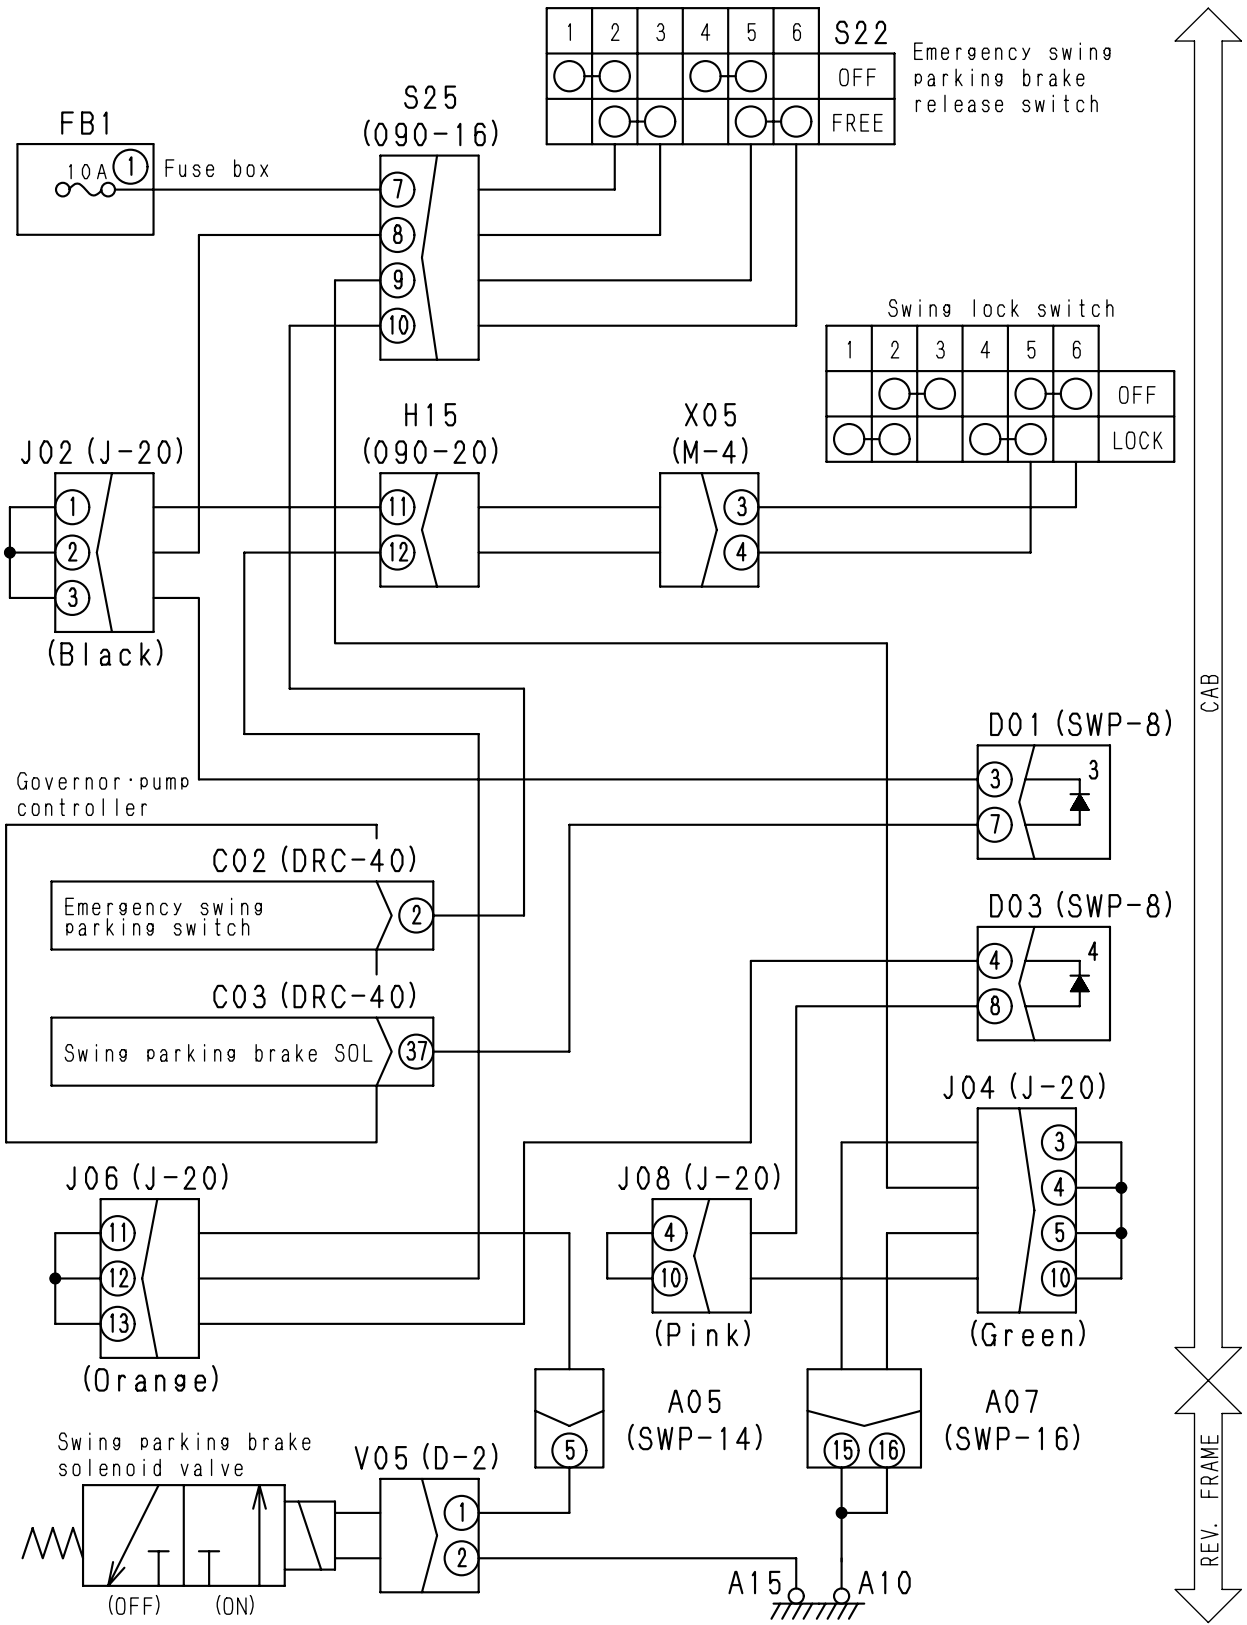 1 2 3 4 5 6 S22
OFF
FREE
Emergency swing
parking brake
release switch
S25
(090-16)
7
8
9
10
FB1
10A 1
Fuse box
Swing lock switch
1 2 3 4 5 6
OFF
LOCK
H15
(090-20)
11
12
X05
(M-4)
3
4
J02 (J-20)
1
2
3
(Black)
CAB
D01 (SWP-8)
3
7
3
Governor·pump
controller
C02 (DRC-40)
Emergency swing
parking switch
2
D03 (SWP-8)
4
8
4
C03 (DRC-40)
Swing parking brake SOL
37
J04 (J-20)
3
4
5
10
(Green)
J06 (J-20)
11
12
13
(Orange)
J08 (J-20)
4
10
(Pink)
A05
(SWP-14)
5
A07
(SWP-16)
15 16
Swing parking brake
solenoid valve
(OFF) (ON)
V05 (D-2)
1
2
A15
A10
REV. FRAME